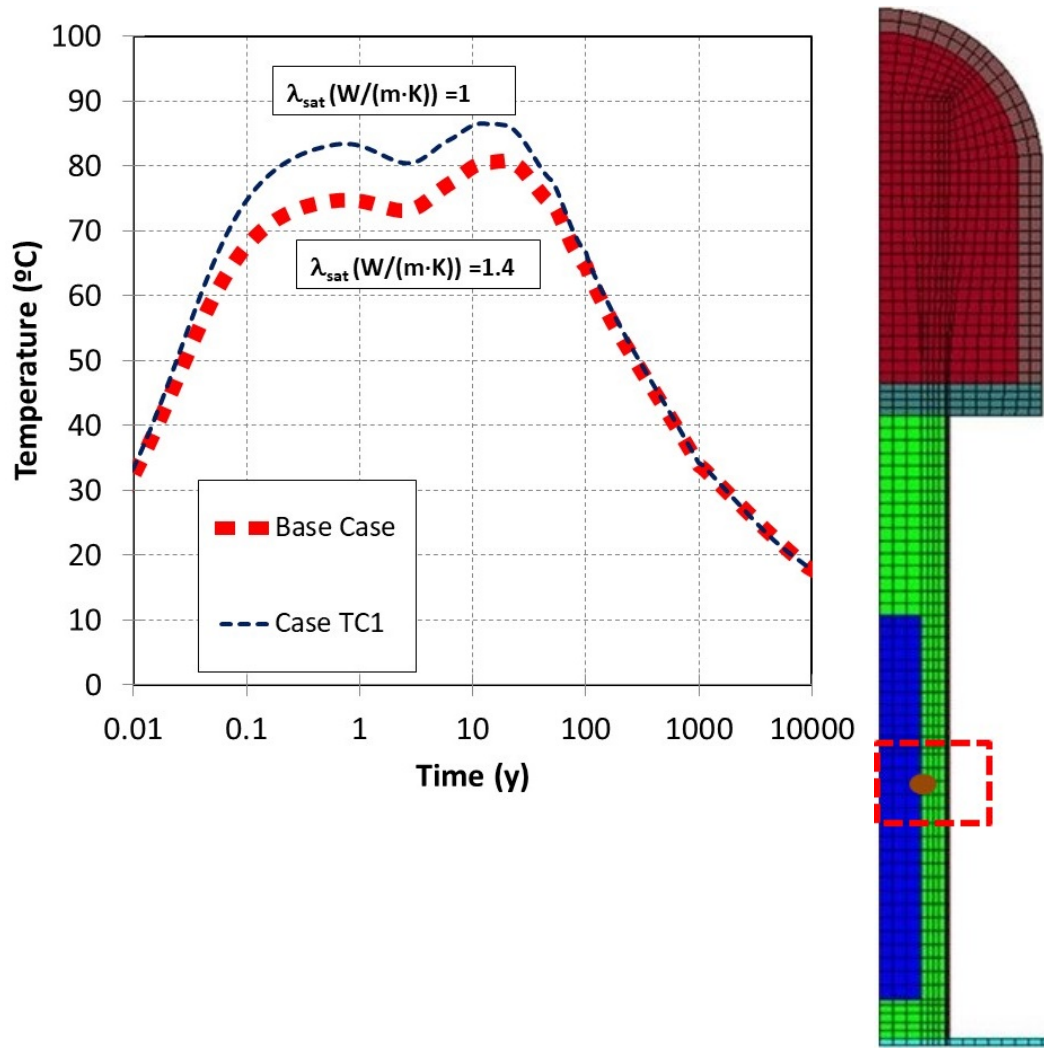 100
90
80
70
60
50
40
30
20
10
0
Temperature (ºC)
λsat (W/(m·K)) =1
λsat (W/(m·K)) =1.4
Base Case
Case TC1
0.01 0.1 1 10 100 1000 10000
Time (y)